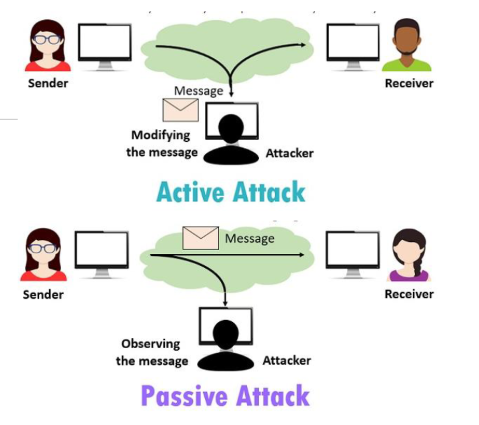 Sender
Receiver
Message
Modifying
the message
Attacker
Active Attack
Message
Sender
Receiver
Observing
the message
Attacker
Passive Attack